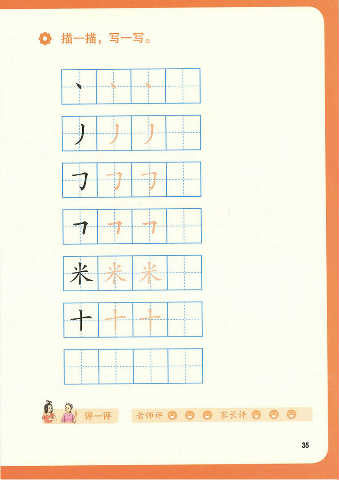 描一描，写一写。
丶 丶 丶
丿 丿 丿
𠃌 𠃌 𠃌
乛 乛 乛
米 米 米
十 十 十
评一评 老师评 家长评
35